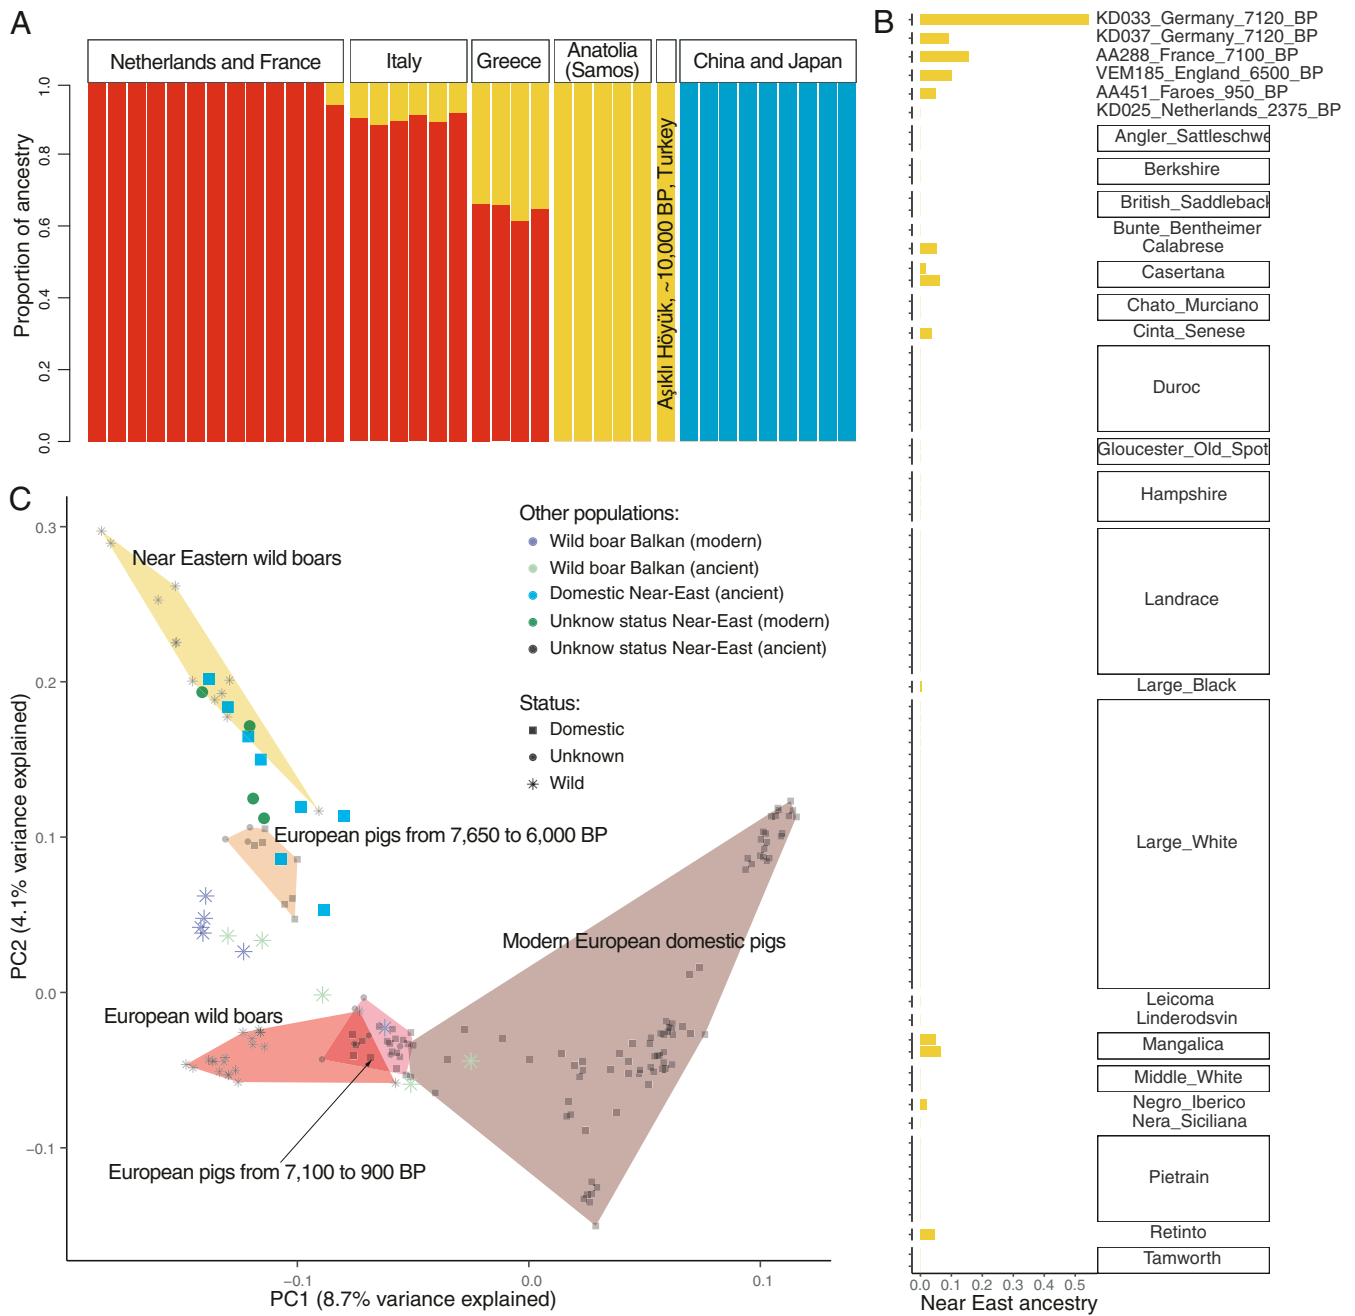 A
Netherlands and France
Italy
Greece
Anatolia
(Samos)
China and Japan
Proportion of ancestry
1.0
0.8
0.6
0.4
0.2
0.0
Aşıklı Höyük, ~10,000 BP, Turkey
B
KD033_Germany_7120_BP
KD037_Germany_7120_BP
AA288_France_7100_BP
VEM185_England_6500_BP
AA451_Faroes_950_BP
KD025_Netherlands_2375_BP
Angler_Sattleschwe
Berkshire
British_Saddleback
Bunte_Bentheimer
Calabrese
Casertana
Chato_Murciano
Cinta_Senese
Duroc
Gloucester_Old_Spot
Hampshire
Landrace
Large_Black
Large_White
Leicoma
Linderodsvin
Mangalica
Middle_White
Negro_Iberico
Nera_Siciliana
Pietrain
Retinto
Tamworth
0.0 0.1 0.2 0.3 0.4 0.5
Near East ancestry
C
PC2 (4.1% variance explained)
0.3
0.2
0.1
0.0
−0.1
Near Eastern wild boars
Other populations:
Wild boar Balkan (modern)
Wild boar Balkan (ancient)
Domestic Near-East (ancient)
Unknow status Near-East (modern)
Unknow status Near-East (ancient)
Status:
Domestic
Unknown
Wild
European pigs from 7,650 to 6,000 BP
Modern European domestic pigs
European wild boars
European pigs from 7,100 to 900 BP
−0.1 0.0 0.1
PC1 (8.7% variance explained)